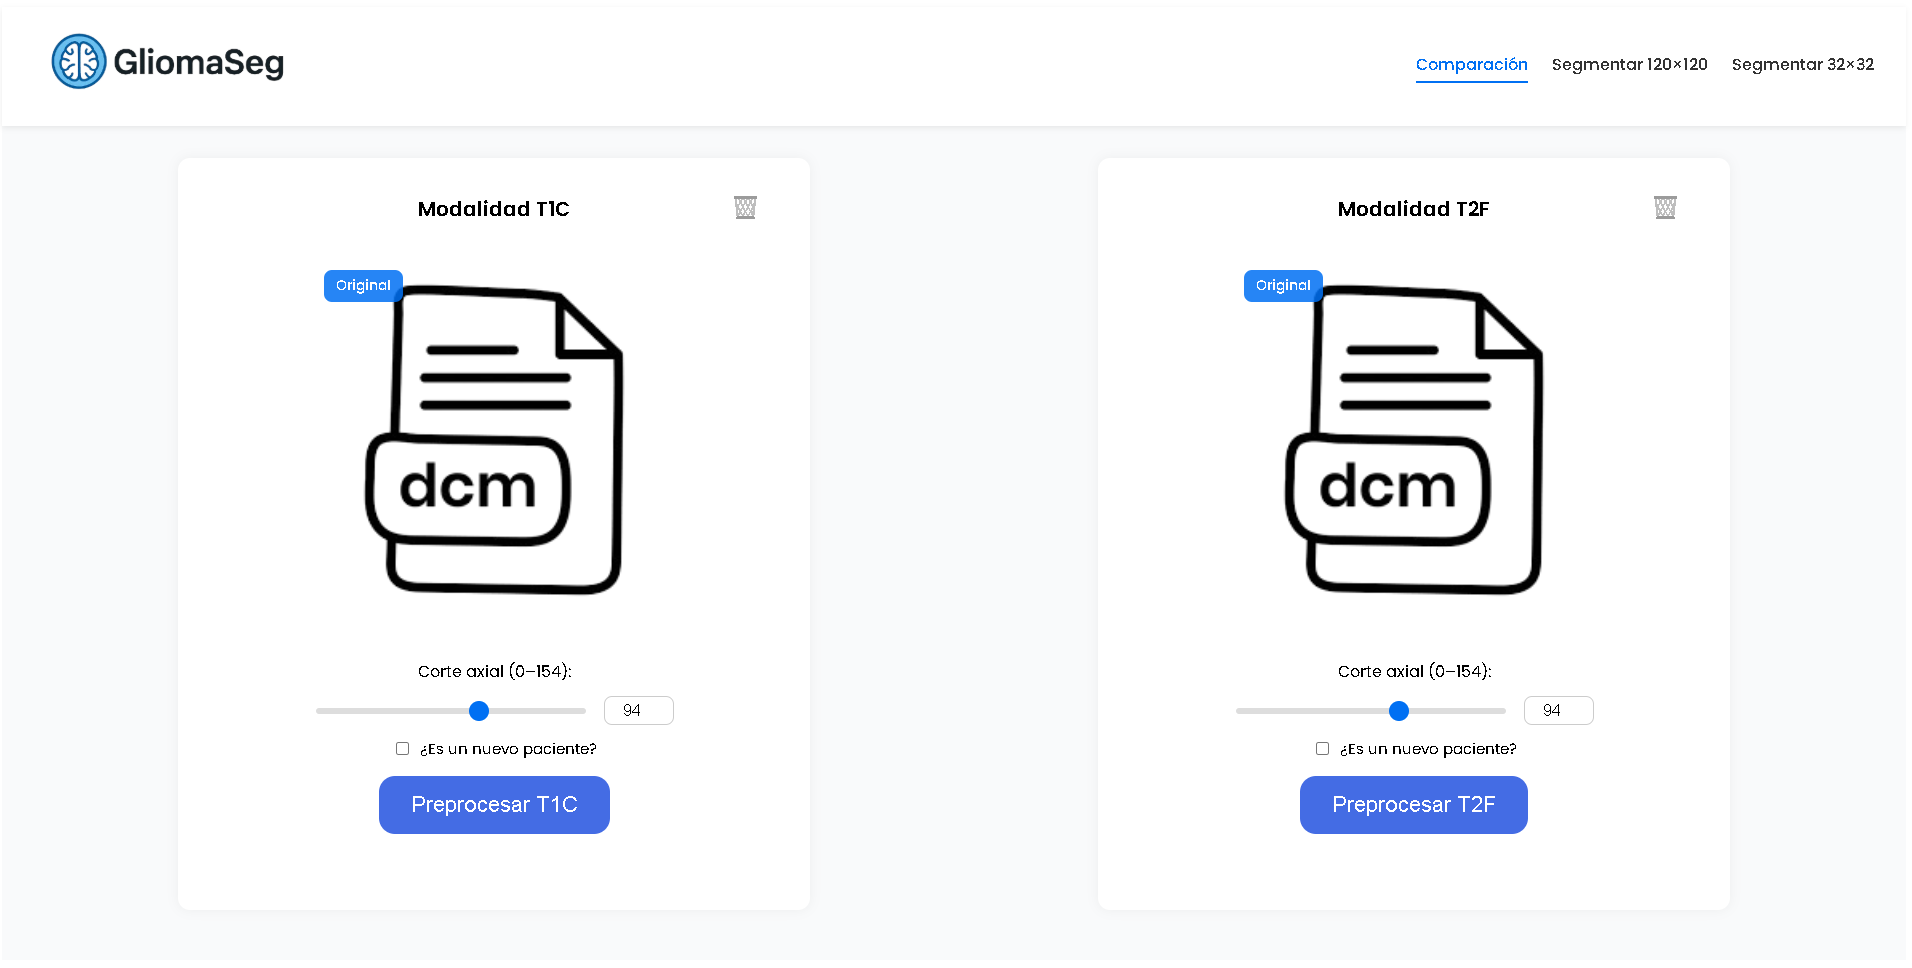 GliomaSeg
Comparación
Segmentar 120×120
Segmentar 32×32
Modalidad T1C
Original
dcm
Corte axial (0–154):
94
¿Es un nuevo paciente?
Preprocesar T1C
Modalidad T2F
Original
dcm
Corte axial (0–154):
94
¿Es un nuevo paciente?
Preprocesar T2F